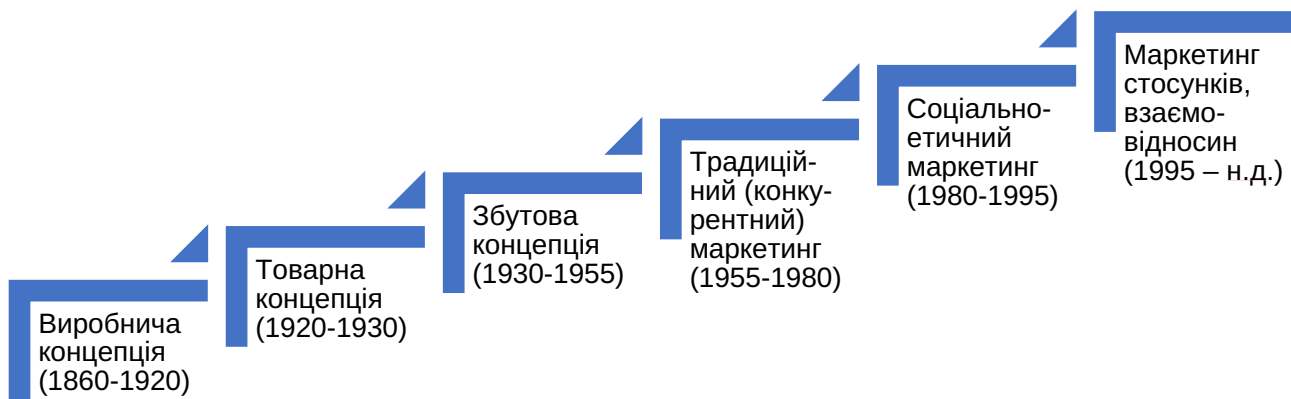 Виробнича
концепція
(1860-1920)
Товарна
концепція
(1920-1930)
Збутова
концепція
(1930-1955)
Традицій-
ний (конку-
рентний)
маркетинг
(1955-1980)
Соціально-
етичний
маркетинг
(1980-1995)
Маркетинг
стосунків,
взаємо-
відносин
(1995 – н.д.)